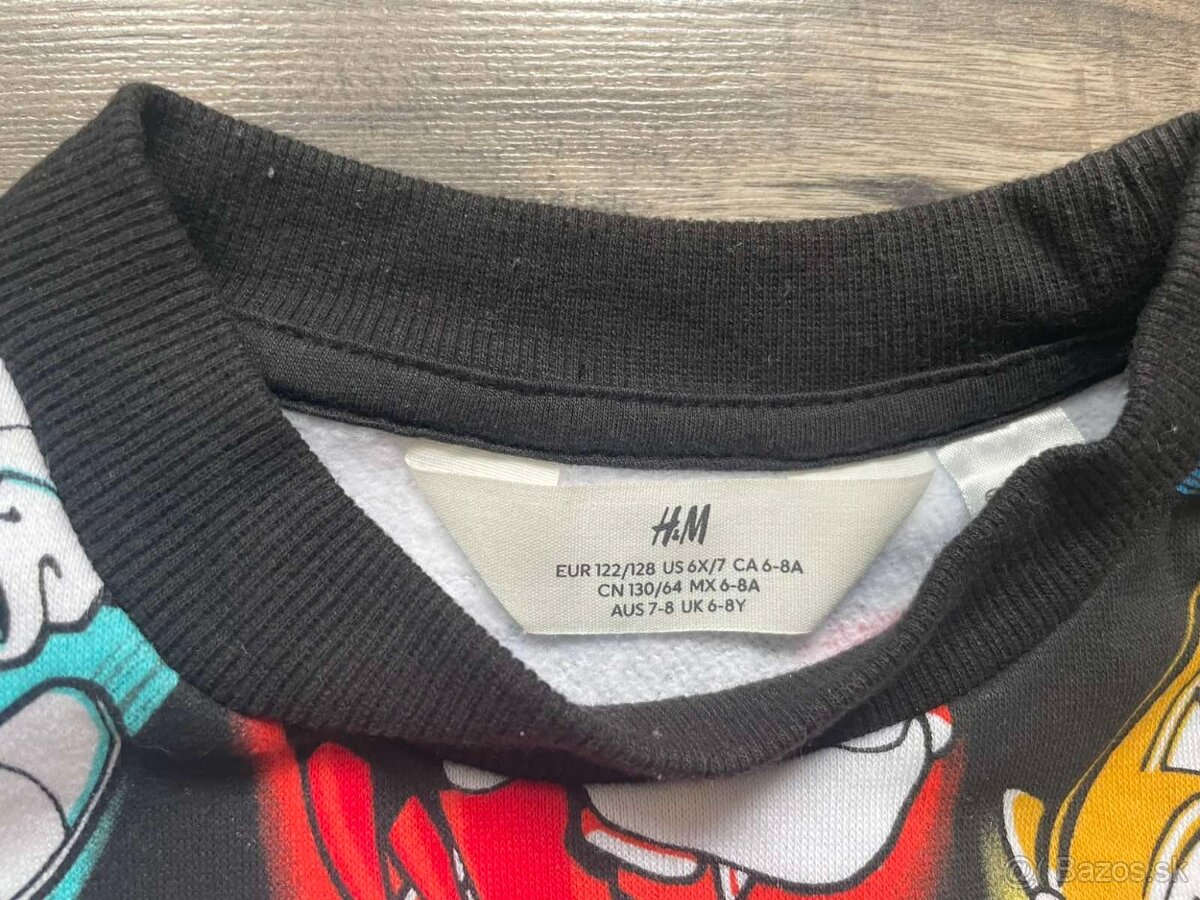 H&M
EUR 122/128 US 6X/7 CA 6-8A
CN 130/64 MX 6-8A
AUS 7-8 UK 6-8Y
Bazos.sk